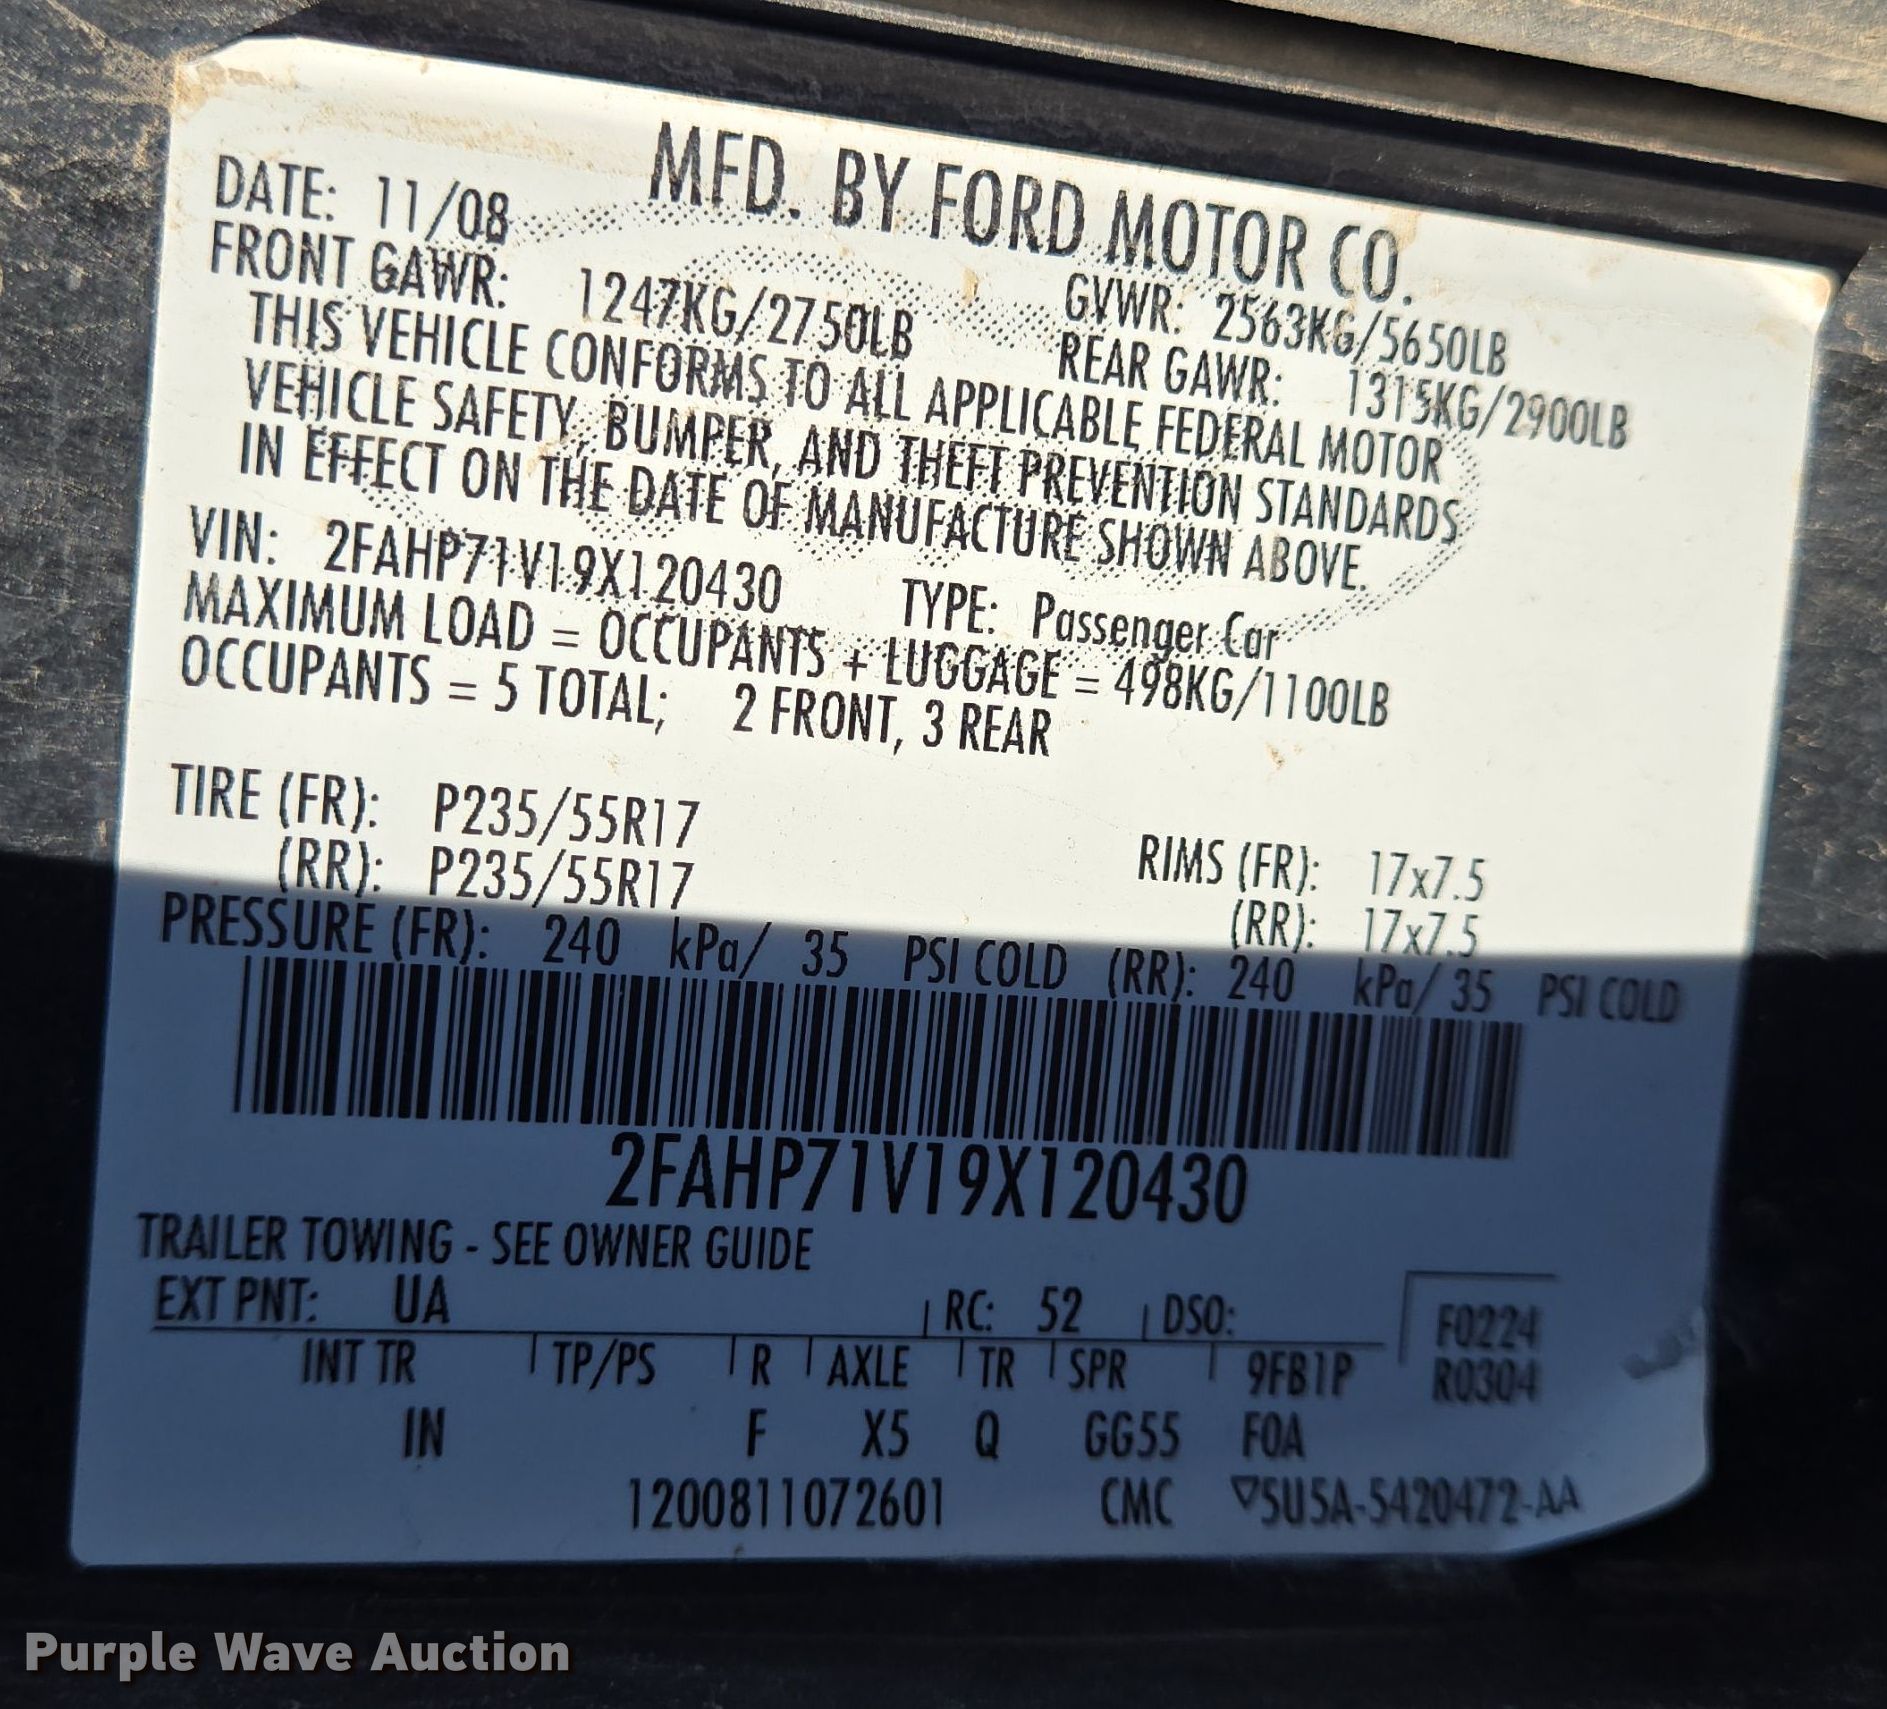 MFD. BY FORD MOTOR CO.
DATE: 11/08 GVWR: 2563KG/5650LB
FRONT GAWR: 1247KG/2750LB REAR GAWR: 1315KG/2900LB
THIS VEHICLE CONFORMS TO ALL APPLICABLE FEDERAL MOTOR
VEHICLE SAFETY, BUMPER, AND THEFT PREVENTION STANDARDS
IN EFFECT ON THE DATE OF MANUFACTURE SHOWN ABOVE.
VIN: 2FAHP71V19X120430 TYPE: Passenger Car
MAXIMUM LOAD = OCCUPANTS + LUGGAGE = 498KG/1100LB
OCCUPANTS = 5 TOTAL; 2 FRONT, 3 REAR
TIRE (FR): P235/55R17 RIMS (FR): 17x7.5
(RR): P235/55R17 (RR): 17x7.5
PRESSURE (FR): 240 kPa/ 35 PSI COLD (RR): 240 kPa/ 35 PSI COLD
2FAHP71V19X120430
TRAILER TOWING - SEE OWNER GUIDE
EXT PNT: UA RC: 52 DSO: F0224
INT TR TP/PS R AXLE TR SPR 9FB1P R0304
IN F X5 Q GG55 FOA
1200811072601 CMC ▽5U5A-5420472-AA
Purple Wave Auction